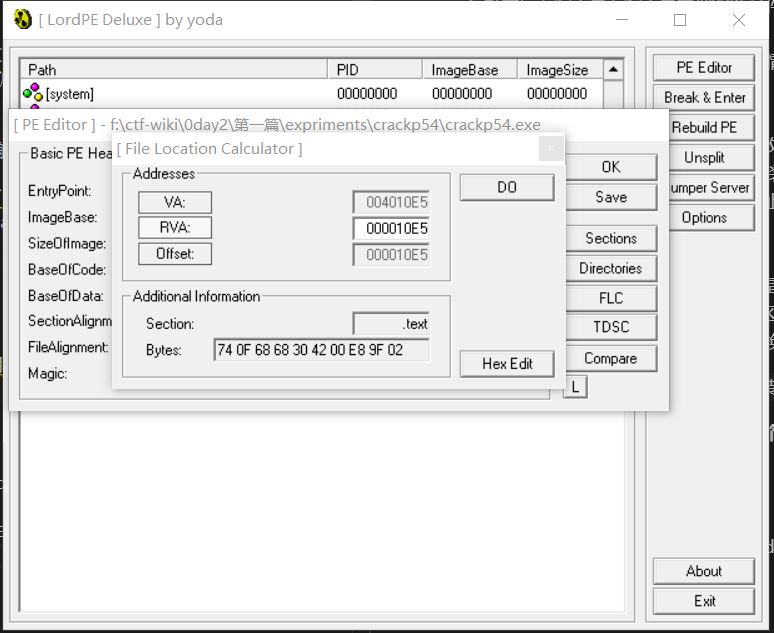 [ LordPE Deluxe ] by yoda
Path PID ImageBase ImageSize
[system] 00000000 00000000 00000000
PE Editor
Break & Enter
Rebuild PE
Unsplit
umper Server
Options
About
Exit
[ PE Editor ] - f:\ctf-wiki\0day2\第一篇\expriments\crackp54\crackp54.exe
Basic PE Hea
EntryPoint:
ImageBase:
SizeOfImage:
BaseOfCode:
BaseOfData:
SectionAlignm
FileAlignment:
Magic:
OK
Save
Sections
Directories
FLC
TDSC
Compare
L
[ File Location Calculator ]
Addresses
VA: 004010E5
RVA: 000010E5
Offset: 000010E5
DO
Additional Information
Section: .text
Bytes: 74 0F 68 68 30 42 00 E8 9F 02
Hex Edit